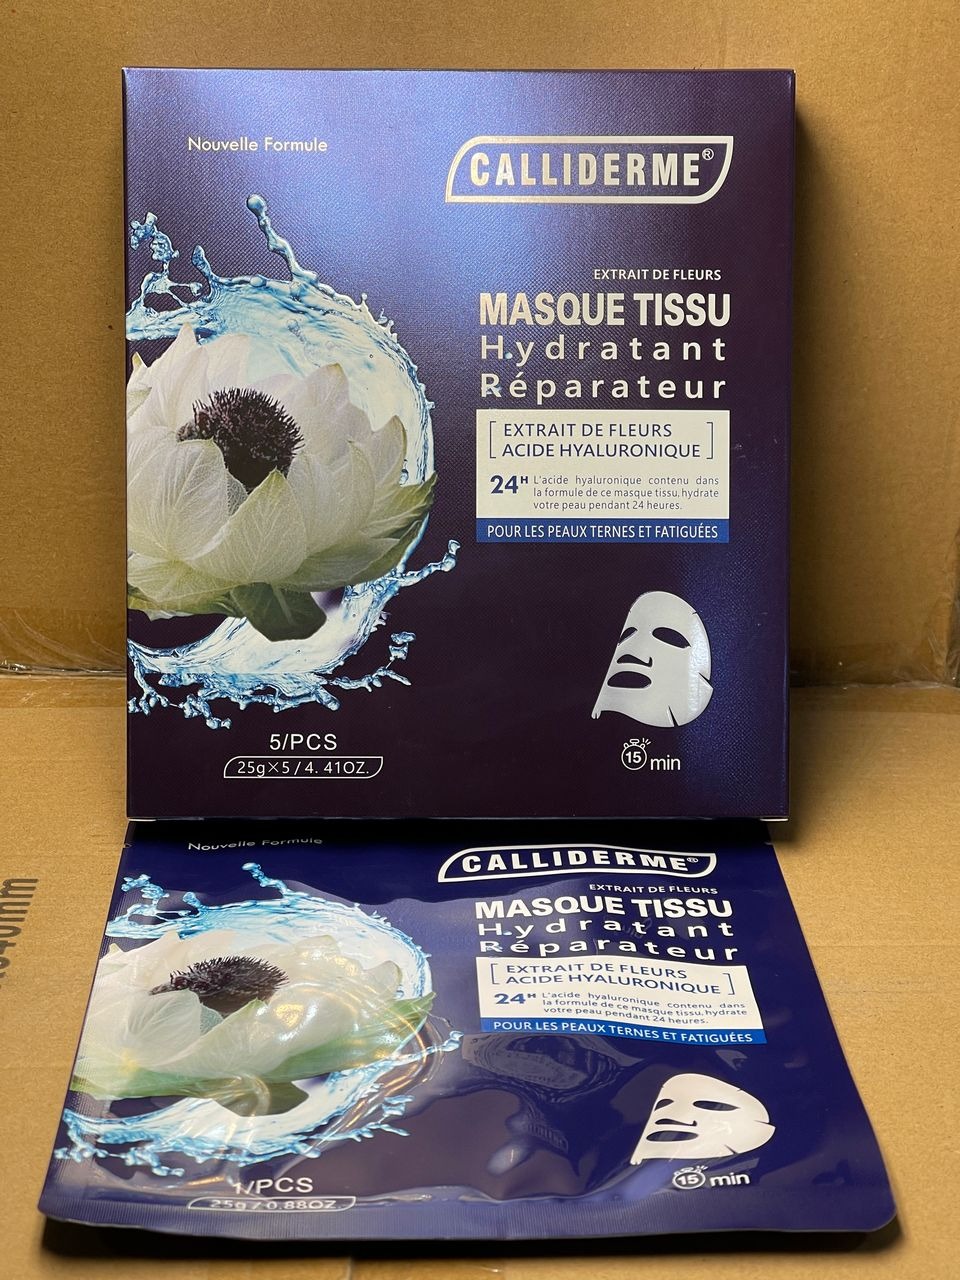 Nouvelle Formule
CALLIDERME®
EXTRAIT DE FLEURS
MASQUE TISSU
Hydratant
Réparateur
EXTRAIT DE FLEURS
ACIDE HYALURONIQUE
24H L'acide hyaluronique contenu dans
la formule de ce masque tissu, hydrate
votre peau pendant 24 heures.
POUR LES PEAUX TERNES ET FATIGUÉES
5/PCS
25g×5/4.41OZ.
15 min
Nouvelle Formule
CALLIDERME®
EXTRAIT DE FLEURS
MASQUE TISSU
Hydratant
Réparateur
EXTRAIT DE FLEURS
ACIDE HYALURONIQUE
24H L'acide hyaluronique contenu dans
la formule de ce masque tissu, hydrate
votre peau pendant 24 heures.
POUR LES PEAUX TERNES ET FATIGUÉES
1/PCS
25g/0.88OZ.
15 min